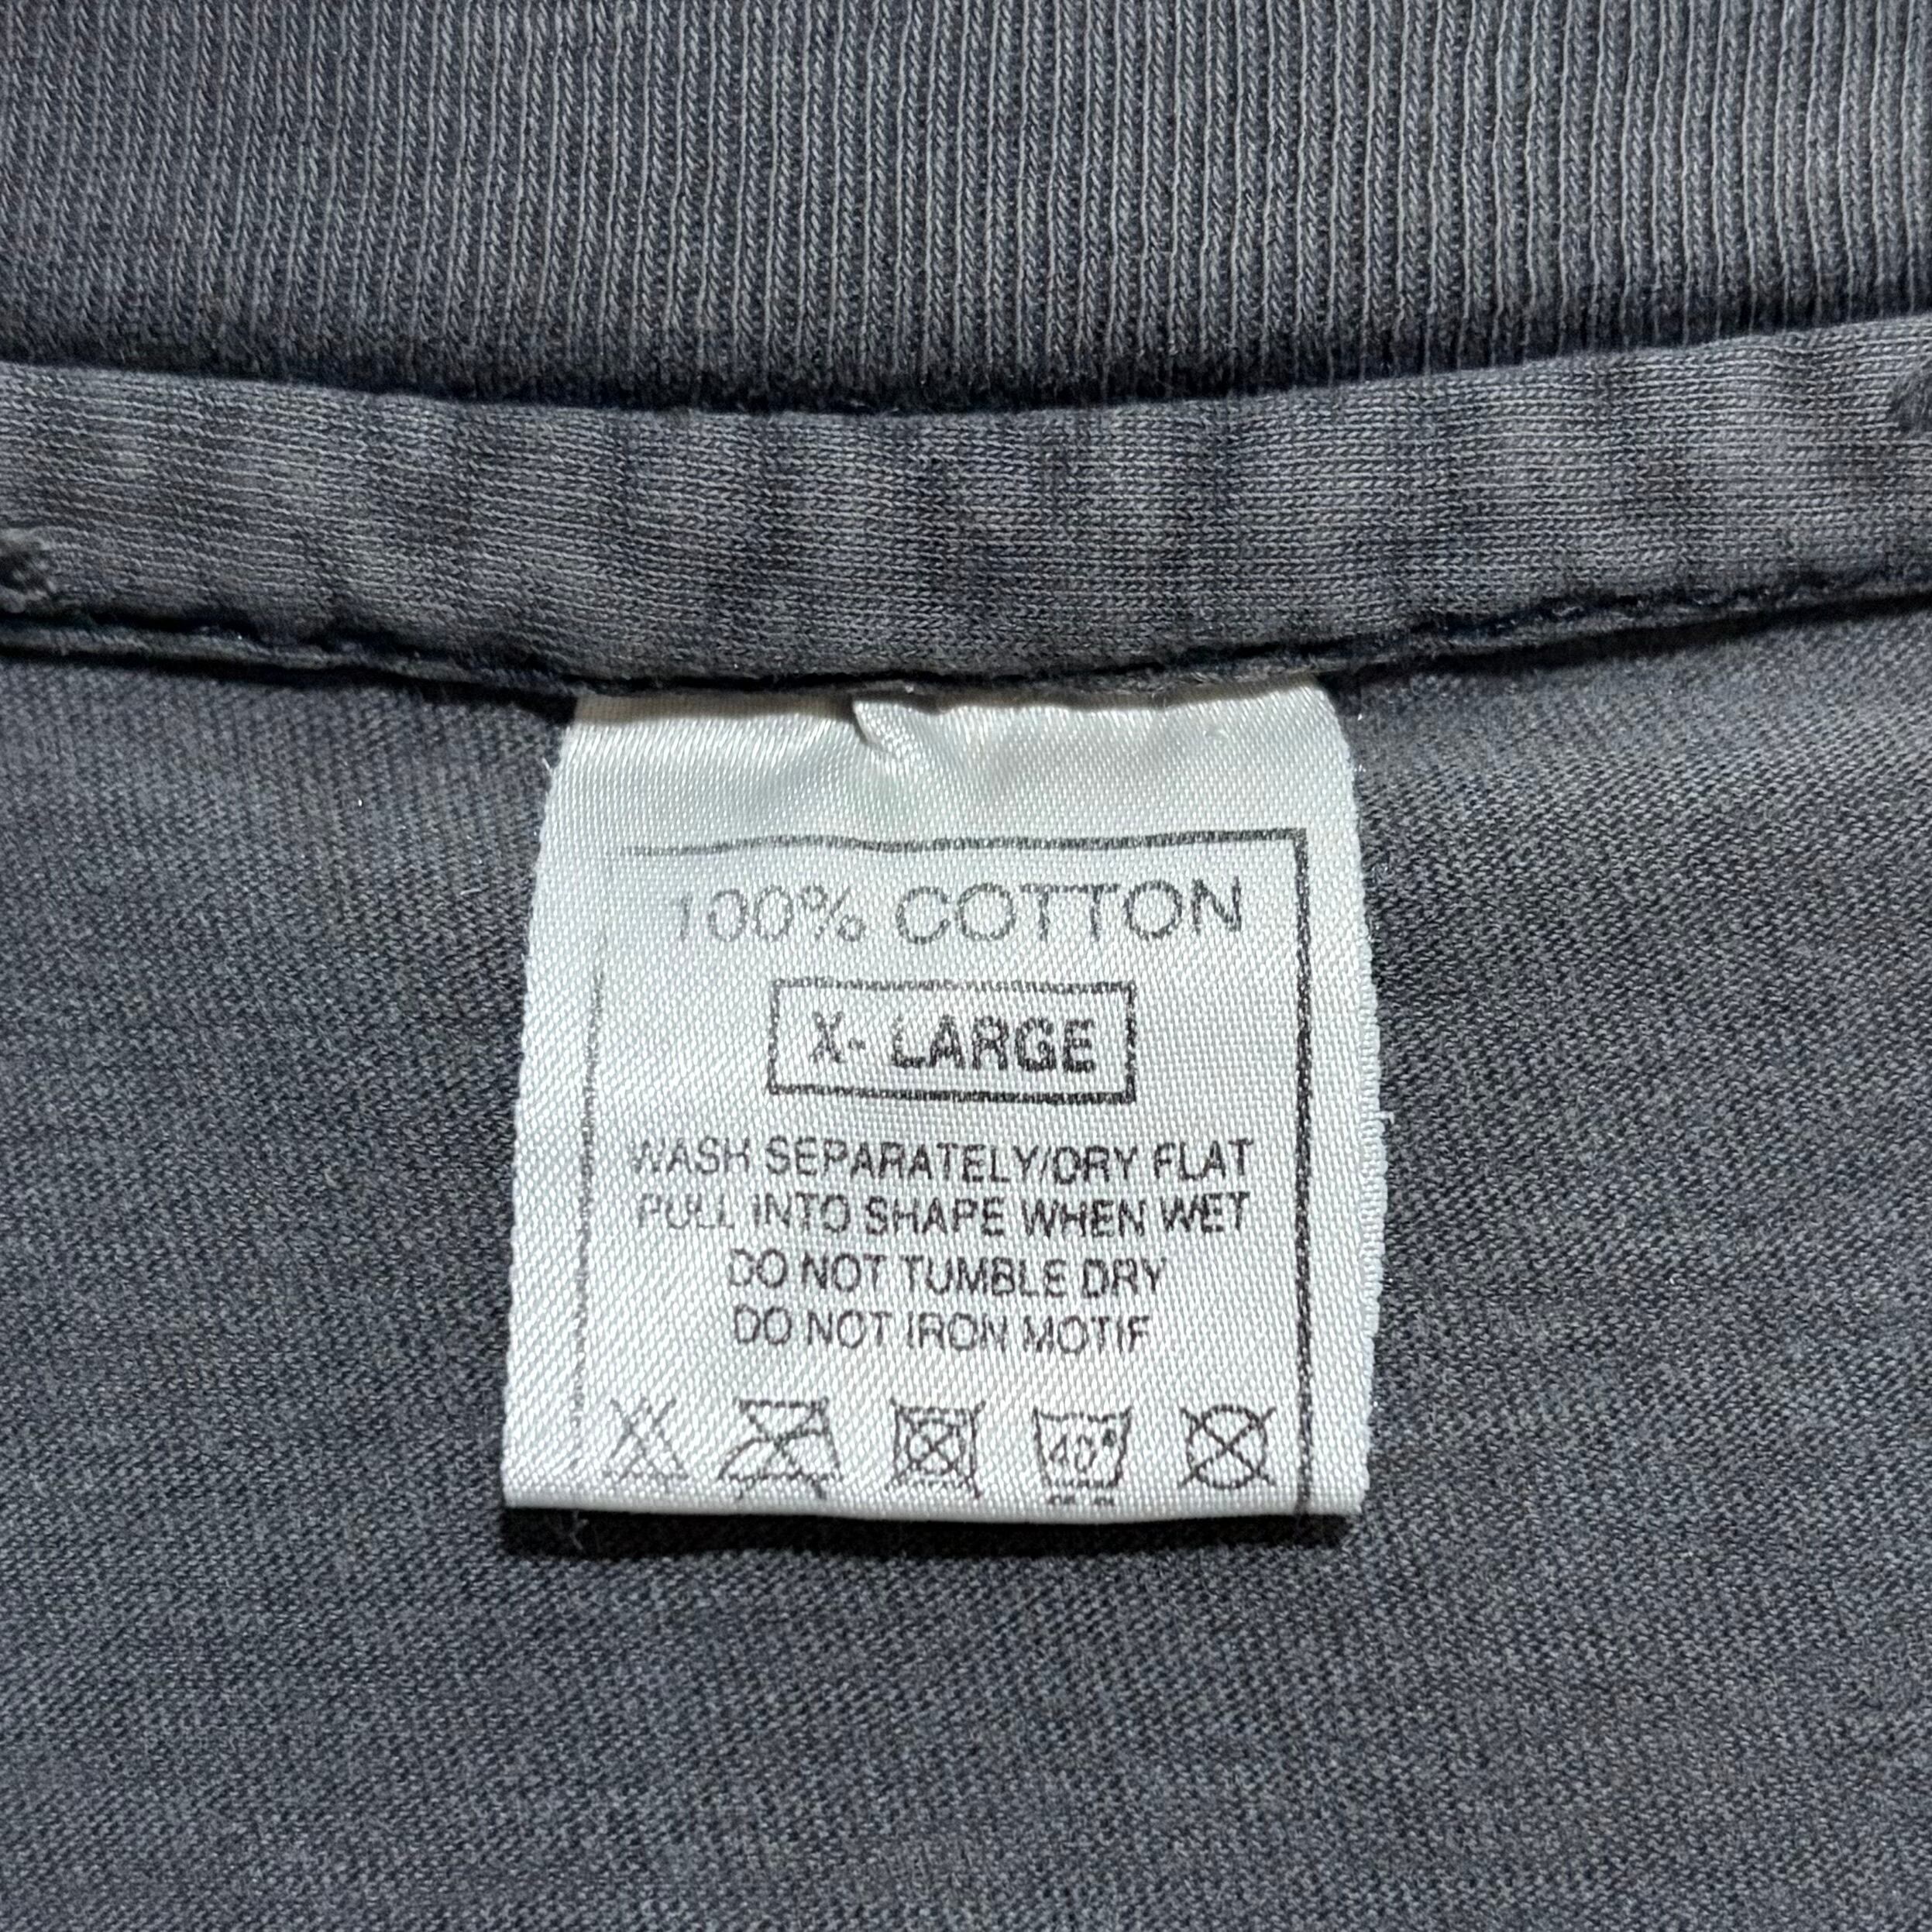 100% COTTON
X-LARGE
WASH SEPARATELY/DRY FLAT
PULL INTO SHAPE WHEN WET
DO NOT TUMBLE DRY
DO NOT IRON MOTIF
40°